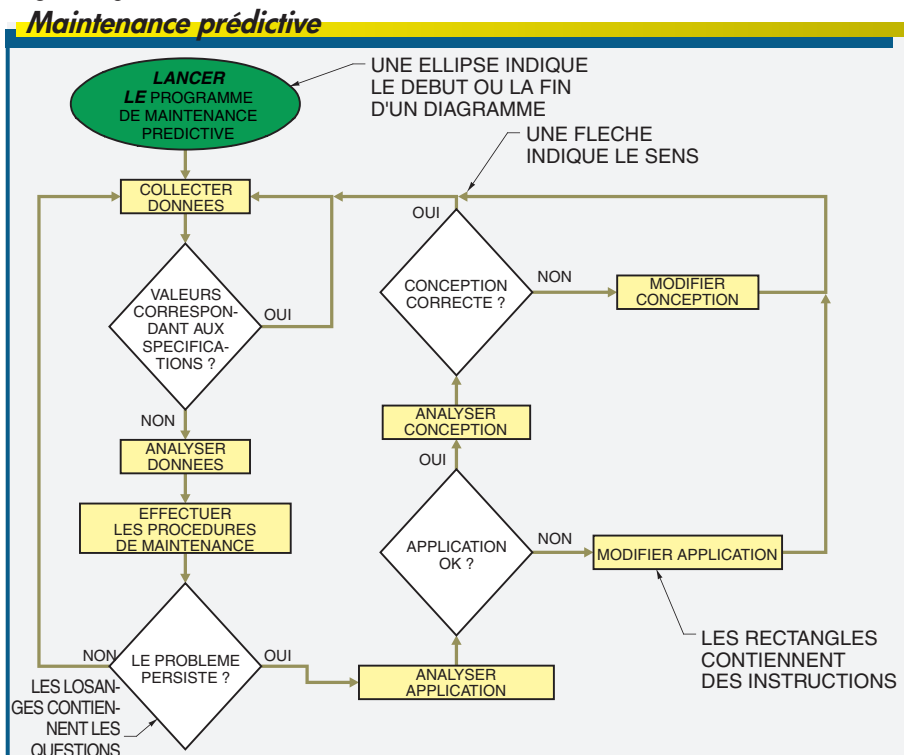 Maintenance prédictive
LANCER
LE PROGRAMME
DE MAINTENANCE
PREDICTIVE
UNE ELLIPSE INDIQUE
LE DEBUT OU LA FIN
D'UN DIAGRAMME
UNE FLECHE
INDIQUE LE SENS
COLLECTER
DONNEES
VALEURS
CORRESPON-
DANT AUX
SPECIFICA-
TIONS ?
OUI
NON
ANALYSER
DONNEES
EFFECTUER
LES PROCEDURES
DE MAINTENANCE
LE PROBLEME
PERSISTE ?
NON
OUI
LES LOSAN-
GES CONTIEN-
NENT LES
QUESTIONS
ANALYSER
APPLICATION
APPLICATION
OK ?
OUI
NON
MODIFIER APPLICATION
LES RECTANGLES
CONTIENNENT
DES INSTRUCTIONS
ANALYSER
CONCEPTION
CONCEPTION
CORRECTE ?
OUI
NON
MODIFIER
CONCEPTION